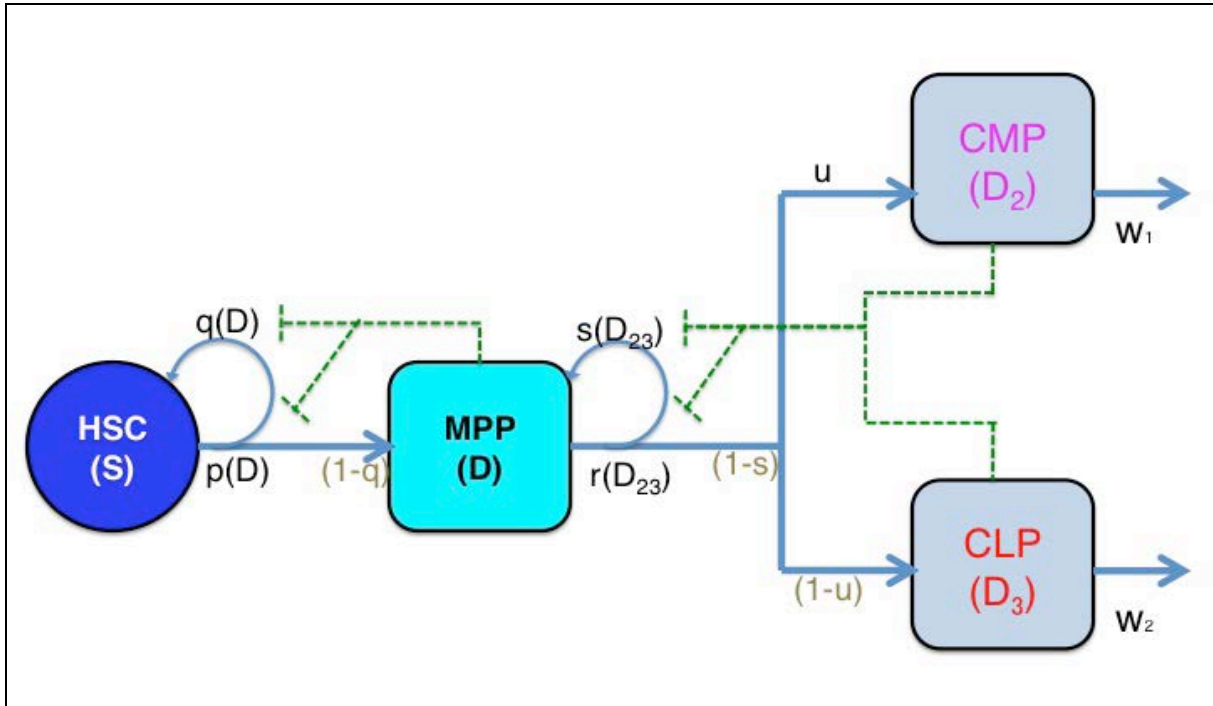 CMP
(D₂)
u
w₁
q(D)
s(D₂₃)
HSC
(S)
MPP
(D)
p(D)
(1-q)
r(D₂₃)
(1-s)
CLP
(D₃)
(1-u)
w₂